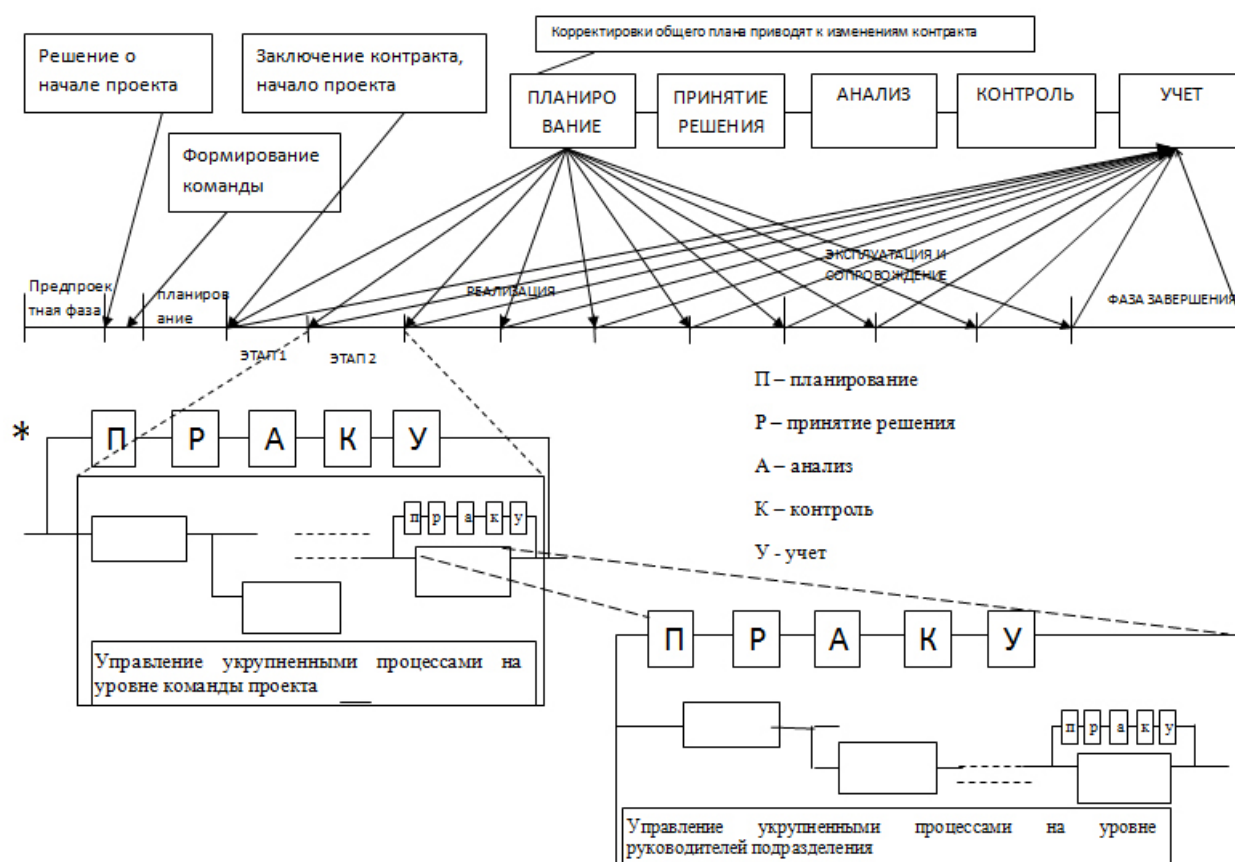 Корректировки общего плана приводят к изменениям контракта
Решение о
начале проекта
Заключение контракта,
начало проекта
Формирование
команды
ПЛАНИРО
ВАНИЕ
ПРИНЯТИЕ
РЕШЕНИЯ
АНАЛИЗ
КОНТРОЛЬ
УЧЕТ
Предпроек
тная фаза
планиров
ание
РЕАЛИЗАЦИЯ
ЭКСПЛУАТАЦИЯ И
СОПРОВОЖДЕНИЕ
ФАЗА ЗАВЕРШЕНИЯ
ЭТАП 1
ЭТАП 2
П – планирование
Р – принятие решения
А – анализ
К – контроль
У - учет
*
П Р А К У
п р а к у
Управление укрупненными процессами на
уровне команды проекта
П Р А К У
п р а к у
Управление укрупненными процессами на уровне
руководителей подразделения